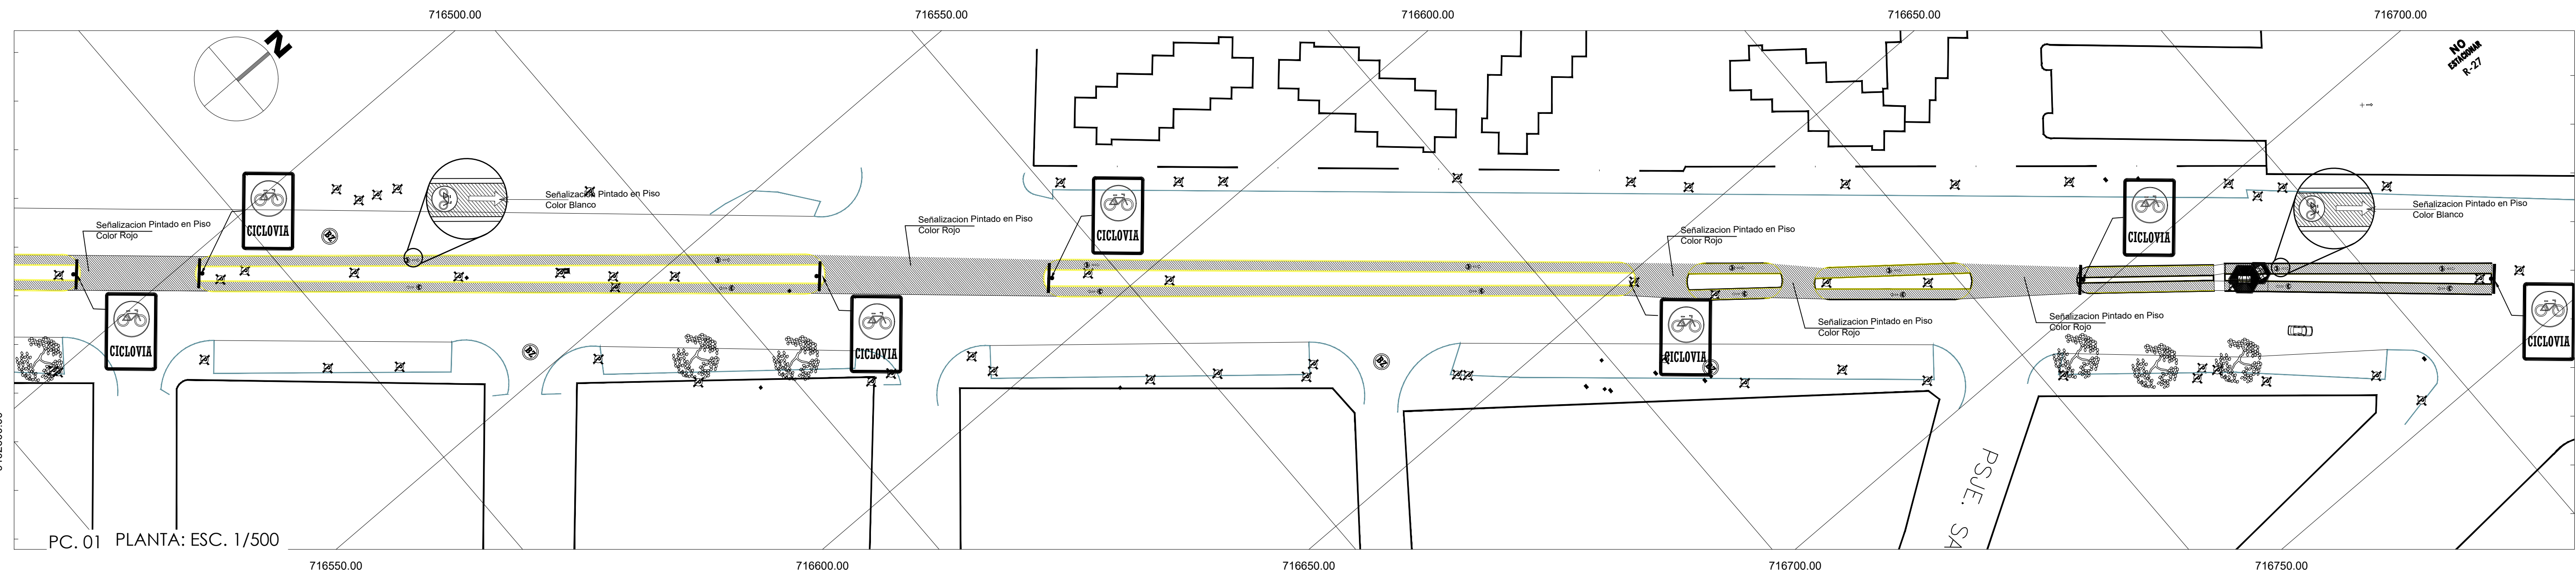 716500.00
716550.00
716600.00
716650.00
716700.00
N
NO
ESTACIONAR
R-27
Señalizacion Pintado en Piso
Color Rojo
CICLOVIA
Señalizacion Pintado en Piso
Color Blanco
BZ
Señalizacion Pintado en Piso
Color Rojo
CICLOVIA
Señalizacion Pintado en Piso
Color Rojo
CICLOVIA
Señalizacion Pintado en Piso
Color Blanco
CICLOVIA
BZ
CICLOVIA
BZ
CICLOVIA
Señalizacion Pintado en Piso
Color Rojo
Señalizacion Pintado en Piso
Color Rojo
CICLOVIA
PSJE. SA
PC. 01 PLANTA: ESC. 1/500
716550.00
716600.00
716650.00
716700.00
716750.00